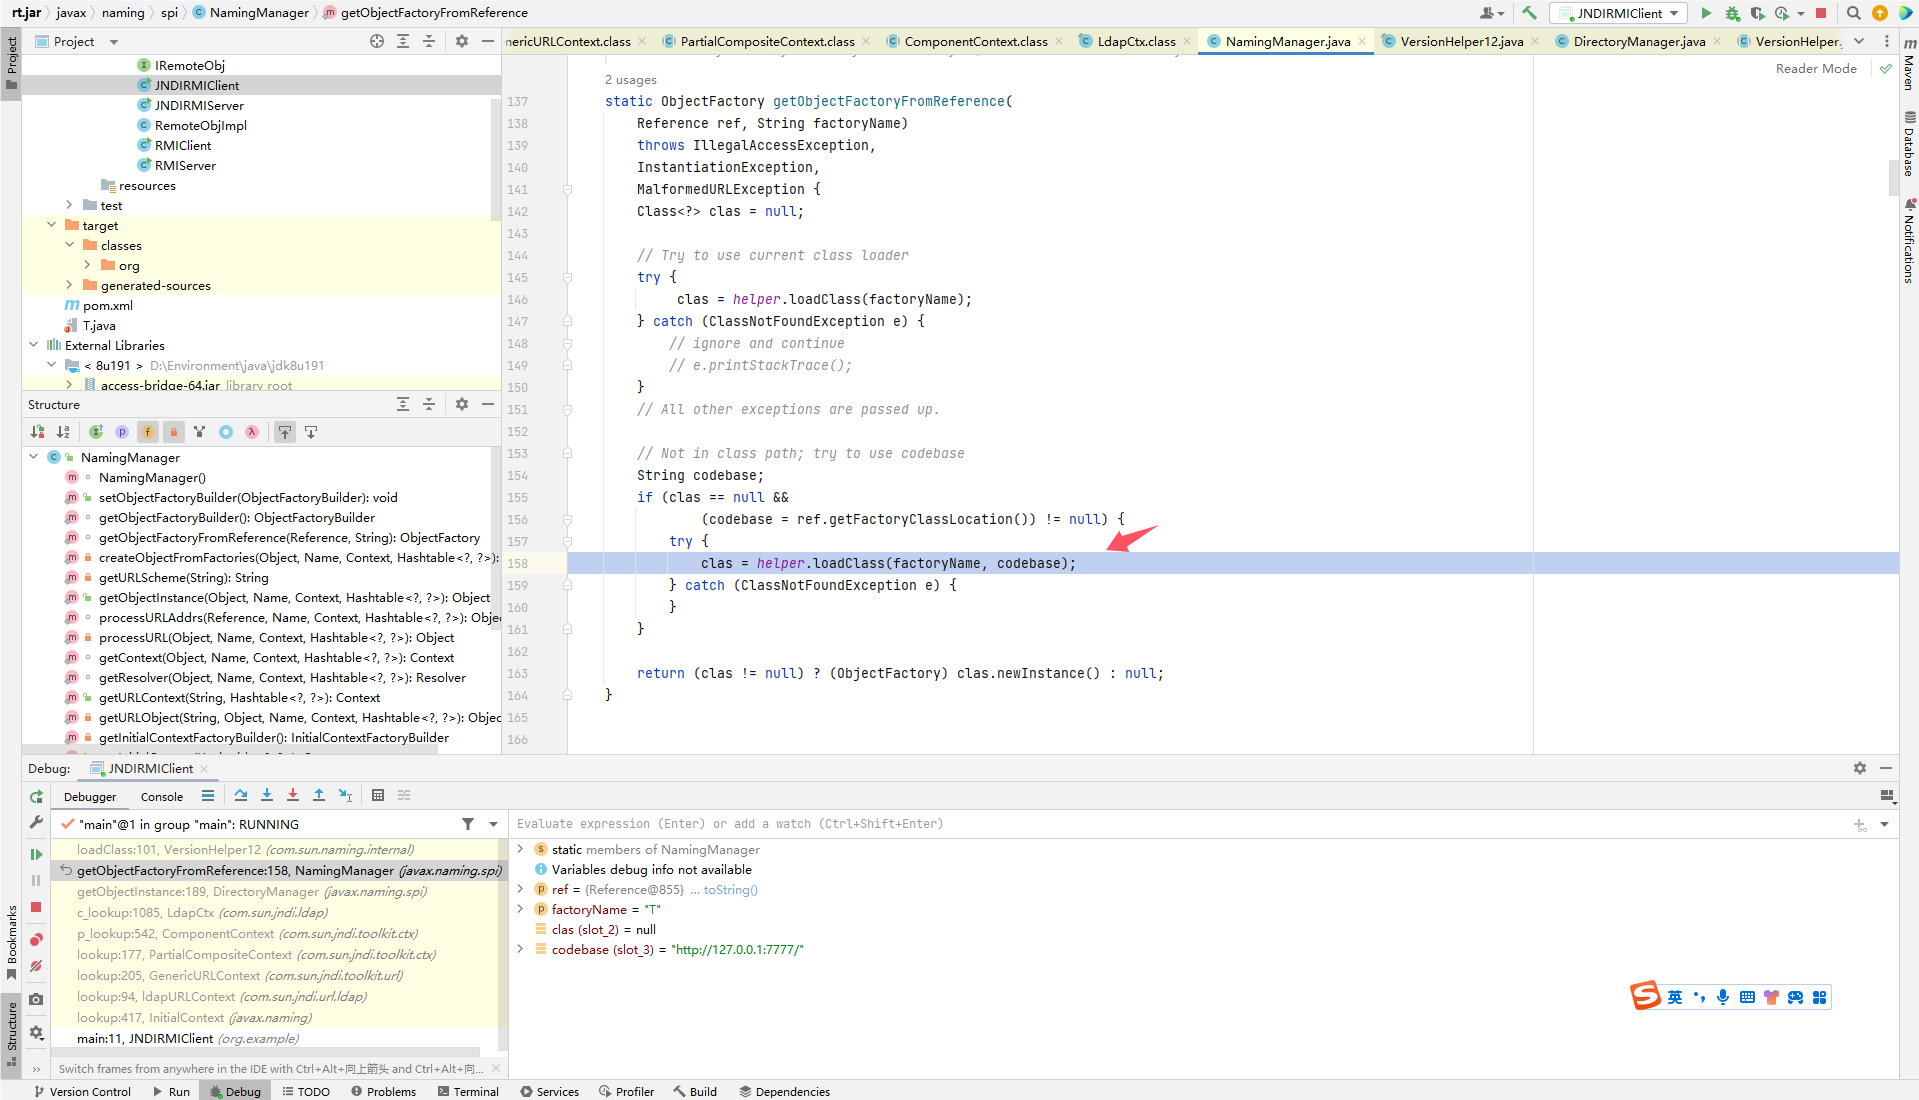 rt.jar javax naming spi NamingManager getObjectFactoryFromReference
JNDIRMIClient
Project
nericURLContext.class PartialCompositeContext.class ComponentContext.class LdapCtx.class NamingManager.java VersionHelper12.java DirectoryManager.java VersionHelper.
Project
Maven
Database
Notifications
Bookmarks
Structure
IRemoteObj
JNDIRMIClient
JNDIRMIServer
RemoteObjImpl
RMIClient
RMIServer
resources
test
target
classes
org
generated-sources
pom.xml
T.java
External Libraries
< 8u191 > D:\Environment\java\jdk8u191
access-bridge-64.jar library root
Structure
NamingManager
NamingManager()
setObjectFactoryBuilder(ObjectFactoryBuilder): void
getObjectFactoryBuilder(): ObjectFactoryBuilder
getObjectFactoryFromReference(Reference, String): ObjectFactory
createObjectFromFactories(Object, Name, Context, Hashtable<?, ?>):
getURLScheme(String): String
getObjectInstance(Object, Name, Context, Hashtable<?, ?>): Object
processURLAddrs(Reference, Name, Context, Hashtable<?, ?>): Obje
processURL(Object, Name, Context, Hashtable<?, ?>): Object
getContext(Object, Name, Context, Hashtable<?, ?>): Context
getResolver(Object, Name, Context, Hashtable<?, ?>): Resolver
getURLContext(String, Hashtable<?, ?>): Context
getURLObject(String, Object, Name, Context, Hashtable<?, ?>): Objec
getInitialContextFactoryBuilder(): InitialContextFactoryBuilder
Reader Mode
2 usages
137 static ObjectFactory getObjectFactoryFromReference(
138 Reference ref, String factoryName)
139 throws IllegalAccessException,
140 InstantiationException,
141 MalformedURLException {
142 Class<?> clas = null;
143
144 // Try to use current class loader
145 try {
146 clas = helper.loadClass(factoryName);
147 } catch (ClassNotFoundException e) {
148 // ignore and continue
149 // e.printStackTrace();
150 }
151 // All other exceptions are passed up.
152
153 // Not in class path; try to use codebase
154 String codebase;
155 if (clas == null &&
156 (codebase = ref.getFactoryClassLocation()) != null) {
157 try {
158 clas = helper.loadClass(factoryName, codebase);
159 } catch (ClassNotFoundException e) {
160 }
161 }
162
163 return (clas != null) ? (ObjectFactory) clas.newInstance() : null;
164 }
165
166
Debug: JNDIRMIClient
Debugger Console
"main"@1 in group "main": RUNNING
loadClass:101, VersionHelper12 (com.sun.naming.internal)
getObjectFactoryFromReference:158, NamingManager (javax.naming.spi)
getObjectInstance:189, DirectoryManager (javax.naming.spi)
c_lookup:1085, LdapCtx (com.sun.jndi.ldap)
p_lookup:542, ComponentContext (com.sun.jndi.toolkit.ctx)
lookup:177, PartialCompositeContext (com.sun.jndi.toolkit.ctx)
lookup:205, GenericURLContext (com.sun.jndi.toolkit.url)
lookup:94, ldapURLContext (com.sun.jndi.url.ldap)
lookup:417, InitialContext (javax.naming)
main:11, JNDIRMIClient (org.example)
Switch frames from anywhere in the IDE with Ctrl+Alt+向上箭头 and Ctrl+Alt+向...
Evaluate expression (Enter) or add a watch (Ctrl+Shift+Enter)
static members of NamingManager
Variables debug info not available
ref = {Reference@855} ... toString()
factoryName = "T"
clas (slot_2) = null
codebase (slot_3) = "http://127.0.0.1:7777/"
英
Version Control Run Debug TODO Problems Terminal Services Profiler Build Dependencies